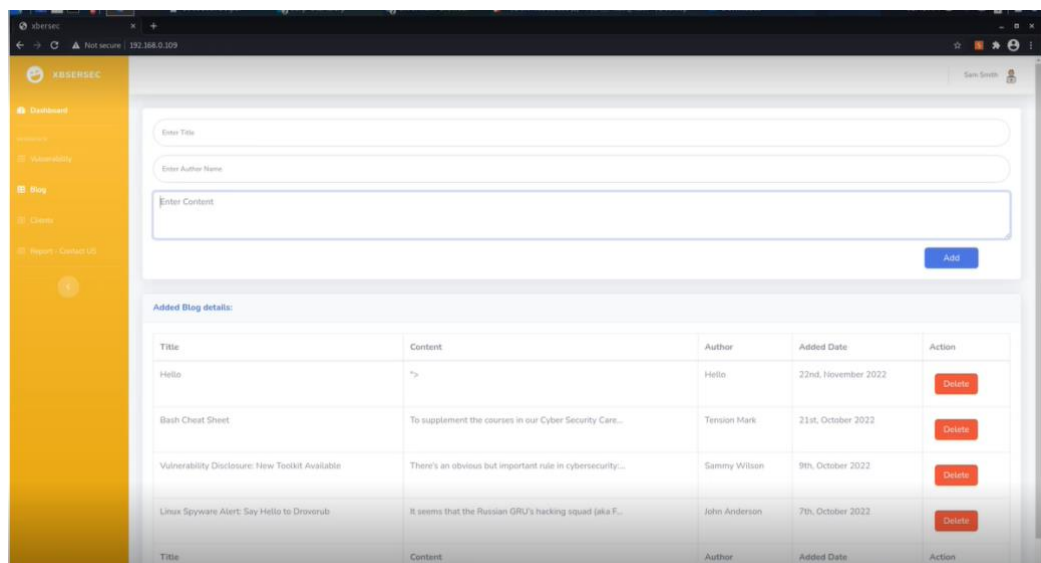 xbersec
Not secure 192.168.0.109
XBSERSEC
Sam Smith
Dashboard
Vulnerability
Blog
Clients
Report - Contact US
Enter Title
Enter Author Name
Enter Content
Add
Added Blog details:
Title Content Author Added Date Action
Hello "> Hello 22nd, November 2022 Delete
Bash Cheat Sheet To supplement the courses in our Cyber Security Care... Tension Mark 21st, October 2022 Delete
Vulnerability Disclosure: New Toolkit Available There's an obvious but important rule in cybersecurity:... Sammy Wilson 9th, October 2022 Delete
Linux Spyware Alert: Say Hello to Drovorub It seems that the Russian GRU's hacking squad (aka F... John Anderson 7th, October 2022 Delete
Title Content Author Added Date Action